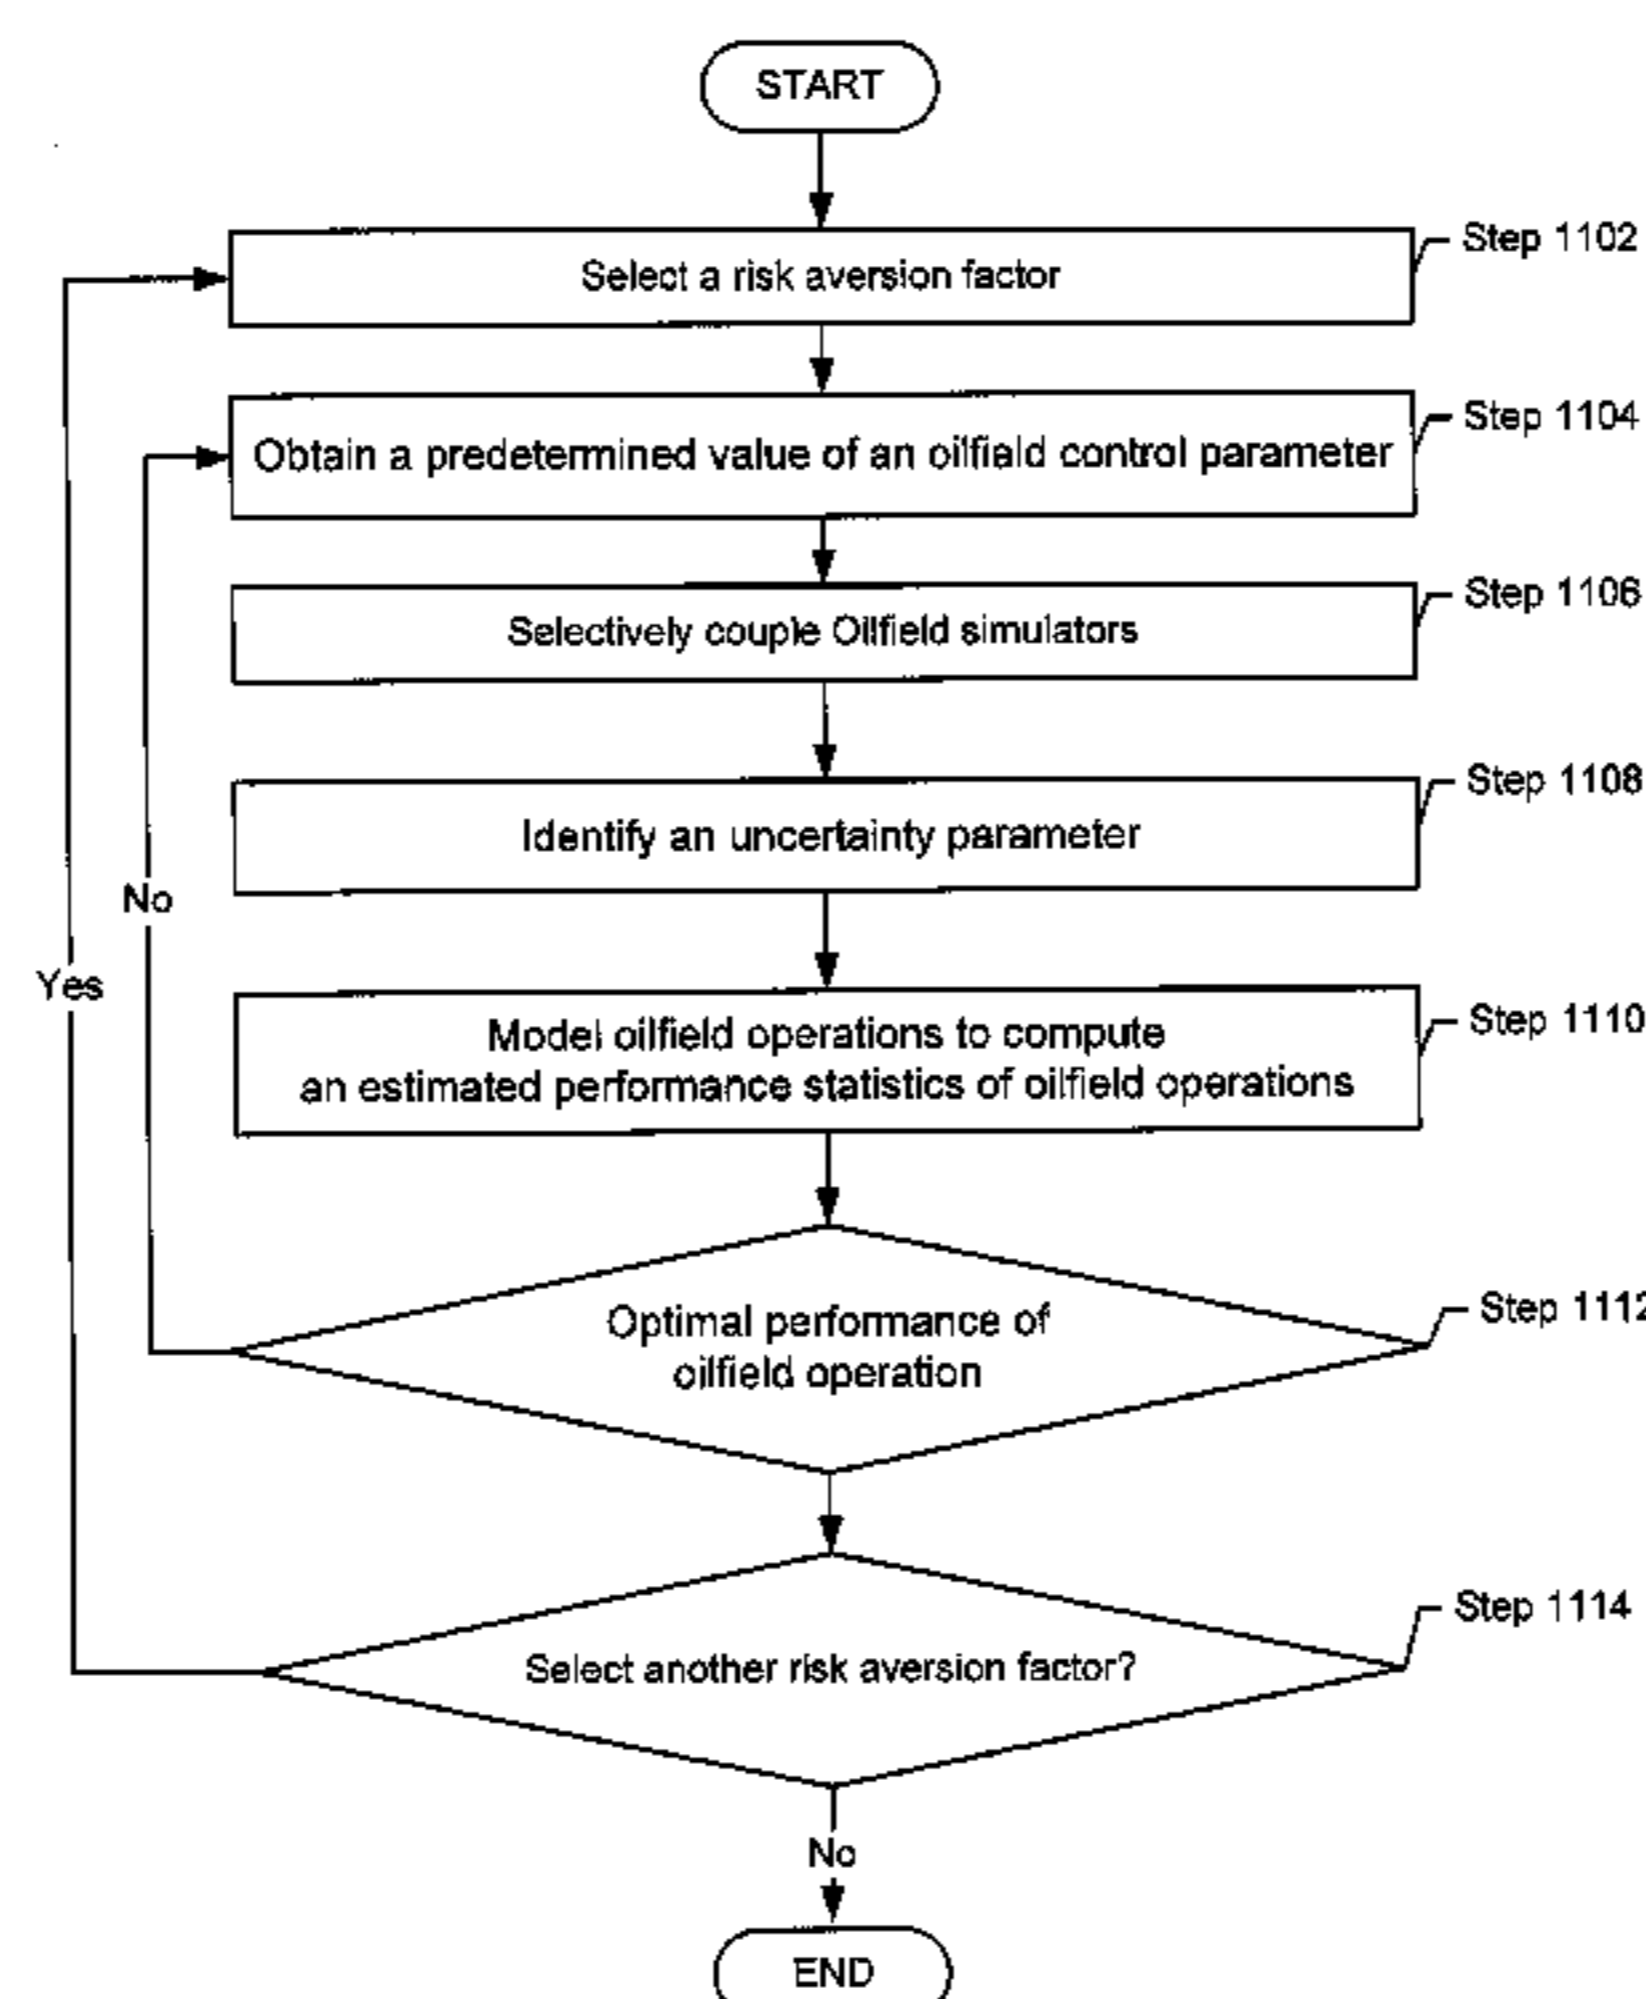 START
Select a risk aversion factor
Step 1102
Obtain a predetermined value of an oilfield control parameter
Step 1104
Selectively couple Oilfield simulators
Step 1106
Identify an uncertainty parameter
Step 1108
No
Yes
Model oilfield operations to compute
an estimated performance statistics of oilfield operations
Step 1110
Optimal performance of
oilfield operation
Step 1112
Select another risk aversion factor?
Step 1114
No
END